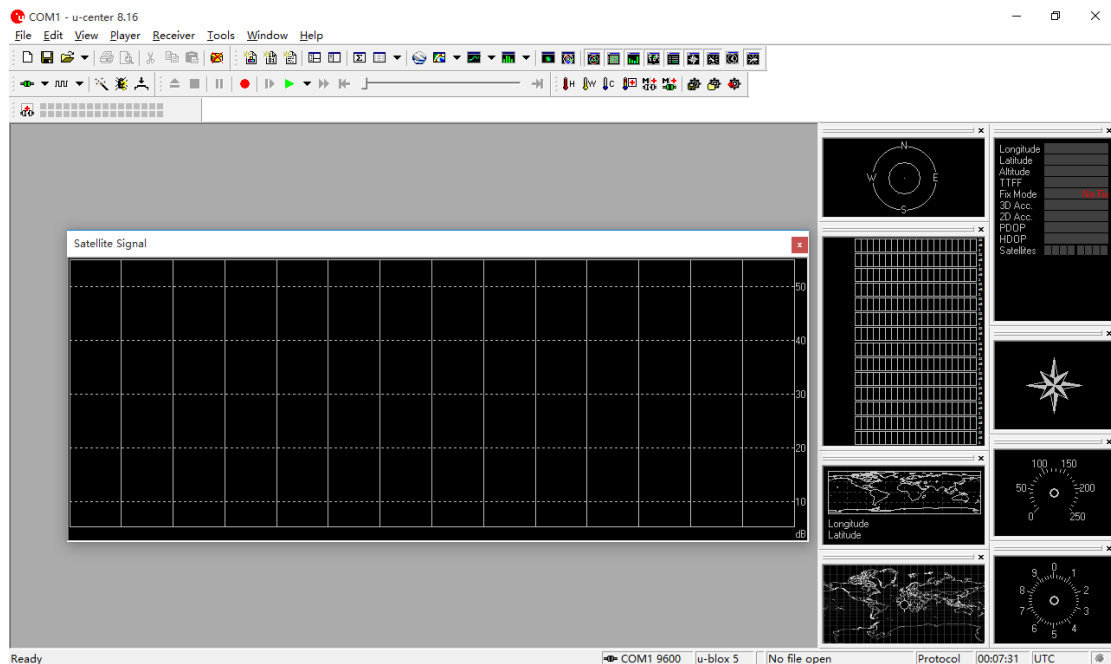 COM1 - u-center 8.16
File Edit View Player Receiver Tools Window Help
H W C
N
W E
S
Longitude
Latitude
Altitude
TTFF
Fix Mode
3D Acc.
2D Acc.
PDOP
HDOP
Satellites
Satellite Signal
50
40
30
20
10
dB
Longitude
Latitude
100 150
50 200
0 250
9 0 1
8 2
7 3
6 5 4
Ready COM1 9600 u-blox 5 No file open Protocol 00:07:31 UTC